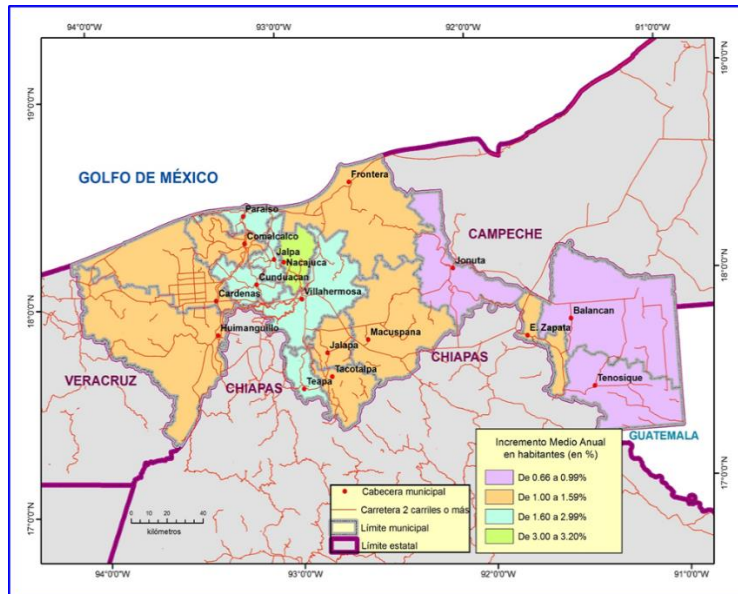 94°0'0"W
93°0'0"W
92°0'0"W
91°0'0"W
19°0'0"N
19°0'0"N
GOLFO DE MÉXICO
Frontera
Paraíso
Comalcalco
CAMPECHE
Jalpa
Nacajuca
Jonuta
18°0'0"N
Cunduacan
Villahermosa
Cardenas
Balancan
18°0'0"N
Huimanguillo
Macuspana
E. Zapata
Jalapa
CHIAPAS
VERACRUZ
CHIAPAS
Tacotalpa
Teapa
Tenosique
GUATEMALA
Incremento Medio Anual
en habitantes (en %)
De 0.66 a 0.99%
De 1.00 a 1.59%
De 1.60 a 2.99%
De 3.00 a 3.20%
Cabecera municipal
Carretera 2 carriles o más
Límite municipal
Límite estatal
20 10 0 20 40
kilómetros
17°0'0"N
17°0'0"N
94°0'0"W
93°0'0"W
92°0'0"W
91°0'0"W